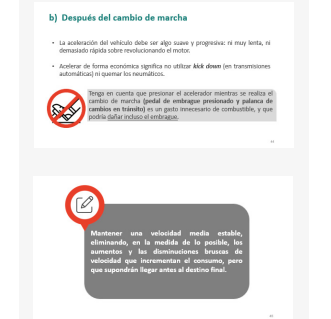 b) Después del cambio de marcha
• La aceleración del vehículo debe ser algo suave y progresiva: ni muy lenta, ni
demasiado rápida sobre revolucionando el motor.
• Acelerar de forma económica significa no utilizar kick down (en transmisiones
automáticas) ni quemar los neumáticos.
Tenga en cuenta que presionar el acelerador mientras se realiza el
cambio de marcha (pedal de embrague presionado y palanca de
cambios en tránsito) es un gasto innecesario de combustible, y que
podría dañar incluso el embrague.
Mantener una velocidad media estable,
eliminando, en la medida de lo posible, los
aumentos y las disminuciones bruscas de
velocidad que incrementan el consumo, pero
que supondrán llegar antes al destino final.